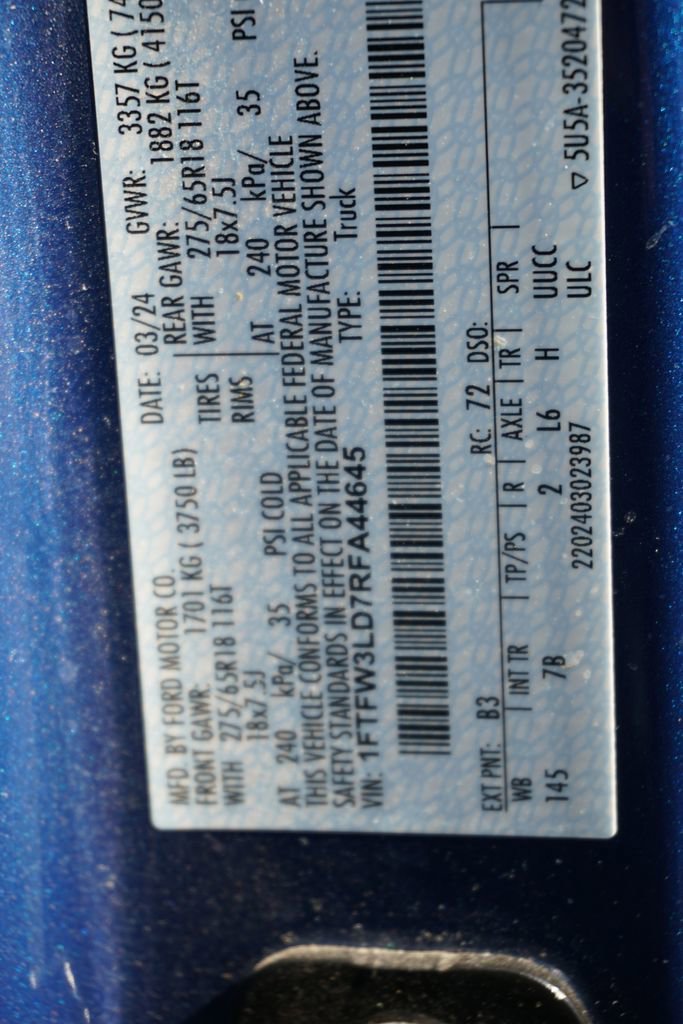 MFD. BY FORD MOTOR CO. DATE: 03/24 GVWR: 3357 KG ( 74
FRONT GAWR: 1701 KG ( 3750 LB) REAR GAWR: 1882 KG ( 4150
WITH 275/65R18 116T TIRES WITH 275/65R18 116T
18x7.5J RIMS 18x7.5J
AT 240 kPa/ 35 PSI COLD AT 240 kPa/ 35 PSI
THIS VEHICLE CONFORMS TO ALL APPLICABLE FEDERAL MOTOR VEHICLE
SAFETY STANDARDS IN EFFECT ON THE DATE OF MANUFACTURE SHOWN ABOVE.
VIN: 1FTFW3LD7RFA44645 TYPE: Truck
EXT PNT: B3 RC: 72 DSO:
WB | INT TR | TP/PS | R | AXLE | TR | SPR |
145 7B 2 L6 H UUCC
2202403023987 ULC ▽ 5U5A-3520472